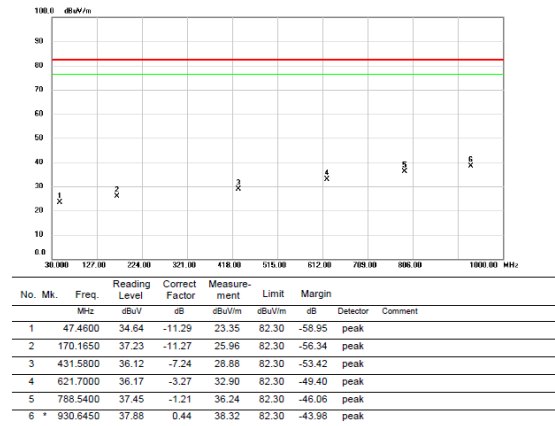 100.0 dBuV/m
90
80
70
60
50
40
30
20
10
0.0
1 2 3 4 5 6
30.000 127.00 224.00 321.00 418.00 515.00 612.00 709.00 806.00 1000.00 MHz
No. Mk. Freq. Reading Level Correct Factor Measure-ment Limit Margin
MHz dBuV dB dBuV/m dBuV/m dB Detector Comment
1 47.4600 34.64 -11.29 23.35 82.30 -58.95 peak
2 170.1650 37.23 -11.27 25.96 82.30 -56.34 peak
3 431.5800 36.12 -7.24 28.88 82.30 -53.42 peak
4 621.7000 36.17 -3.27 32.90 82.30 -49.40 peak
5 788.5400 37.45 -1.21 36.24 82.30 -46.06 peak
6 * 930.6450 37.88 0.44 38.32 82.30 -43.98 peak